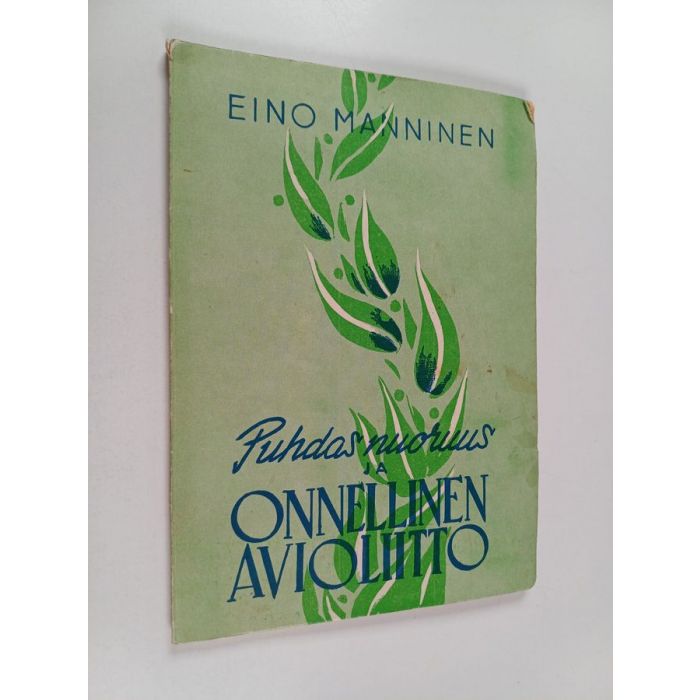 EINO MANNINEN
Puhdas nuoruus
JA
ONNELLINEN
AVIOLIITTO